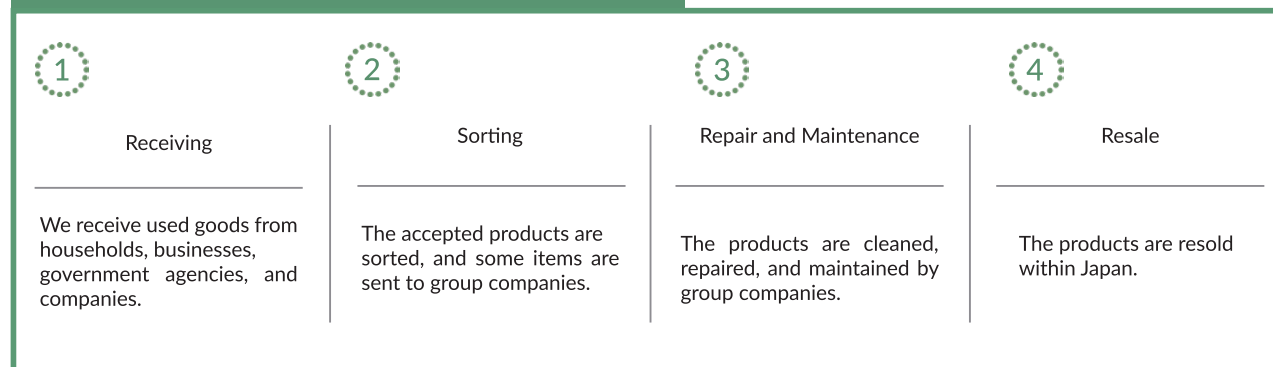 1
Receiving
We receive used goods from
households, businesses,
government agencies, and
companies.
2
Sorting
The accepted products are
sorted, and some items are
sent to group companies.
3
Repair and Maintenance
The products are cleaned,
repaired, and maintained by
group companies.
4
Resale
The products are resold
within Japan.